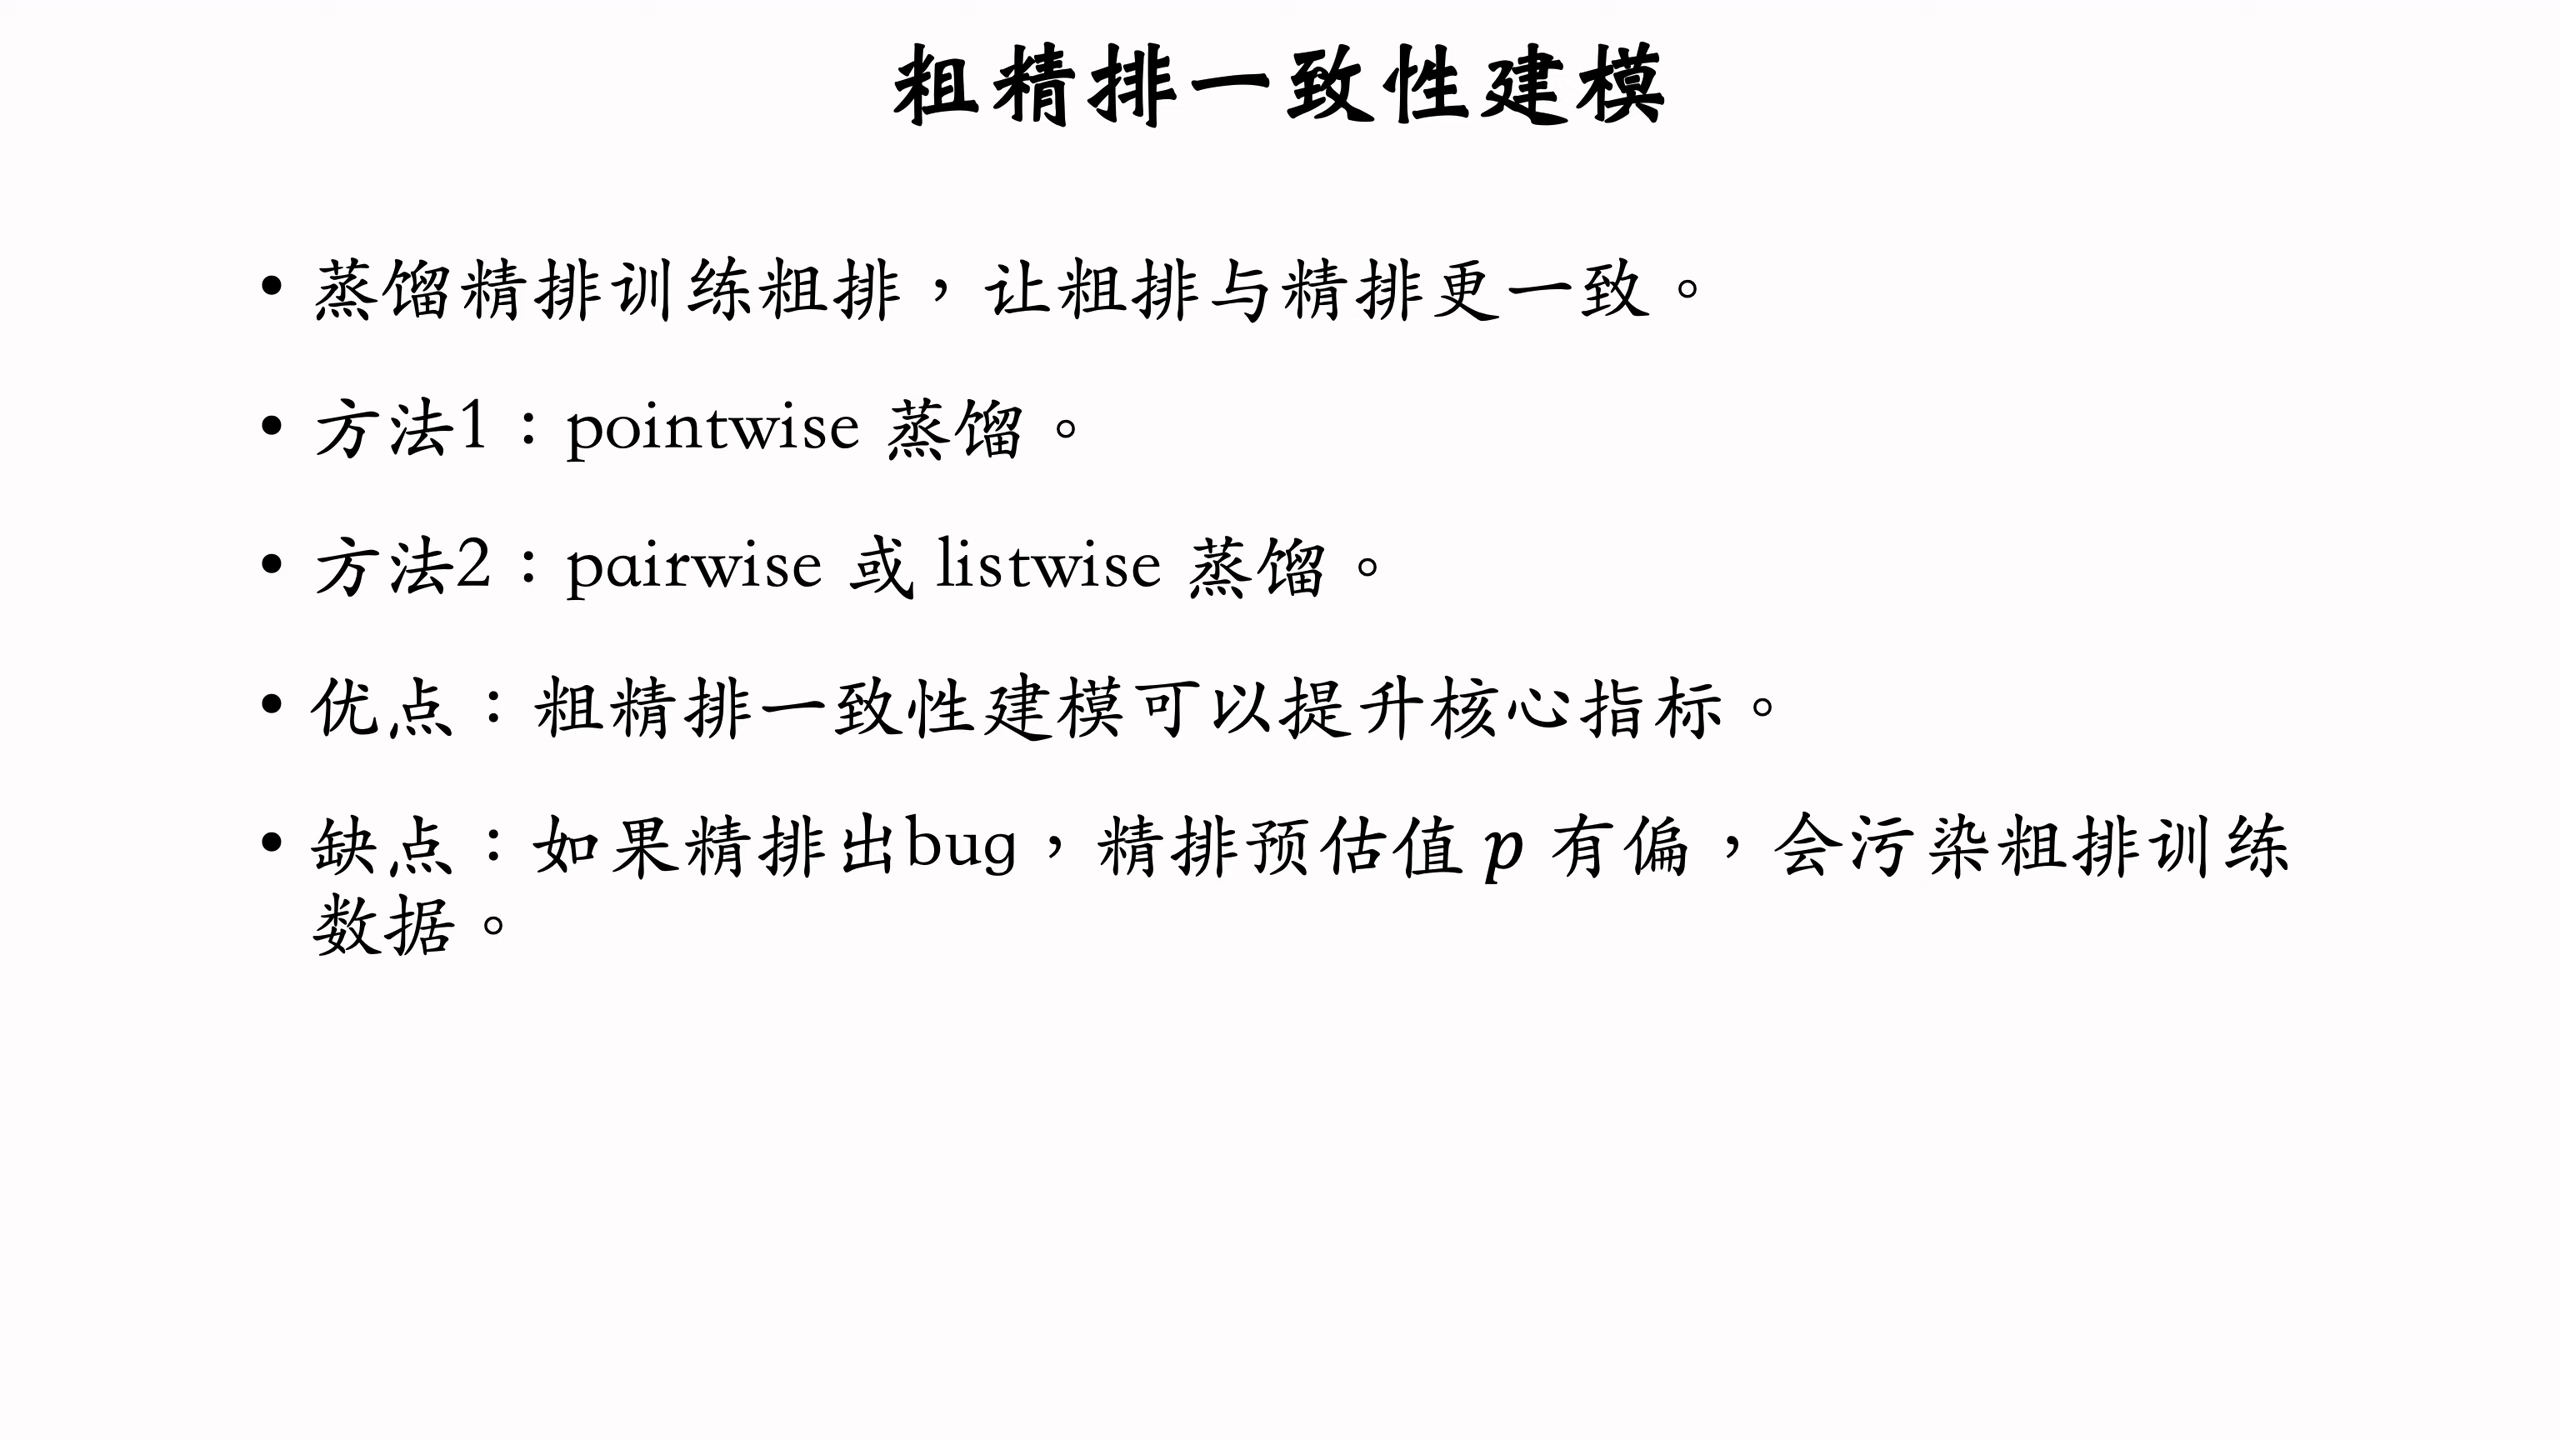 粗精排一致性建模
• 蒸馏精排训练粗排，让粗排与精排更一致。
• 方法1：pointwise 蒸馏。
• 方法2：pairwise 或 listwise 蒸馏。
• 优点：粗精排一致性建模可以提升核心指标。
• 缺点：如果精排出bug，精排预估值 p 有偏，会污染粗排训练
数据。